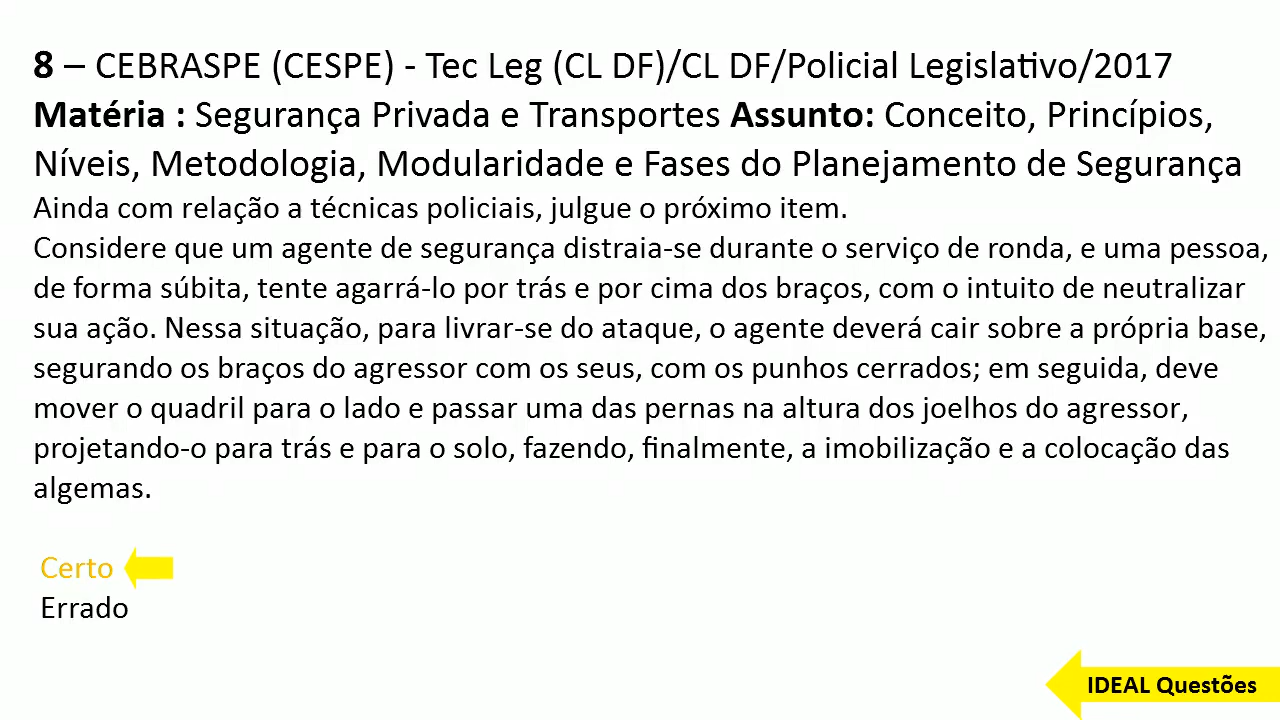 8 – CEBRASPE (CESPE) - Tec Leg (CL DF)/CL DF/Policial Legislativo/2017
Matéria : Segurança Privada e Transportes Assunto: Conceito, Princípios,
Níveis, Metodologia, Modularidade e Fases do Planejamento de Segurança
Ainda com relação a técnicas policiais, julgue o próximo item.
Considere que um agente de segurança distraia-se durante o serviço de ronda, e uma pessoa,
de forma súbita, tente agarrá-lo por trás e por cima dos braços, com o intuito de neutralizar
sua ação. Nessa situação, para livrar-se do ataque, o agente deverá cair sobre a própria base,
segurando os braços do agressor com os seus, com os punhos cerrados; em seguida, deve
mover o quadril para o lado e passar uma das pernas na altura dos joelhos do agressor,
projetando-o para trás e para o solo, fazendo, finalmente, a imobilização e a colocação das
algemas.
Certo
Errado
IDEAL Questões